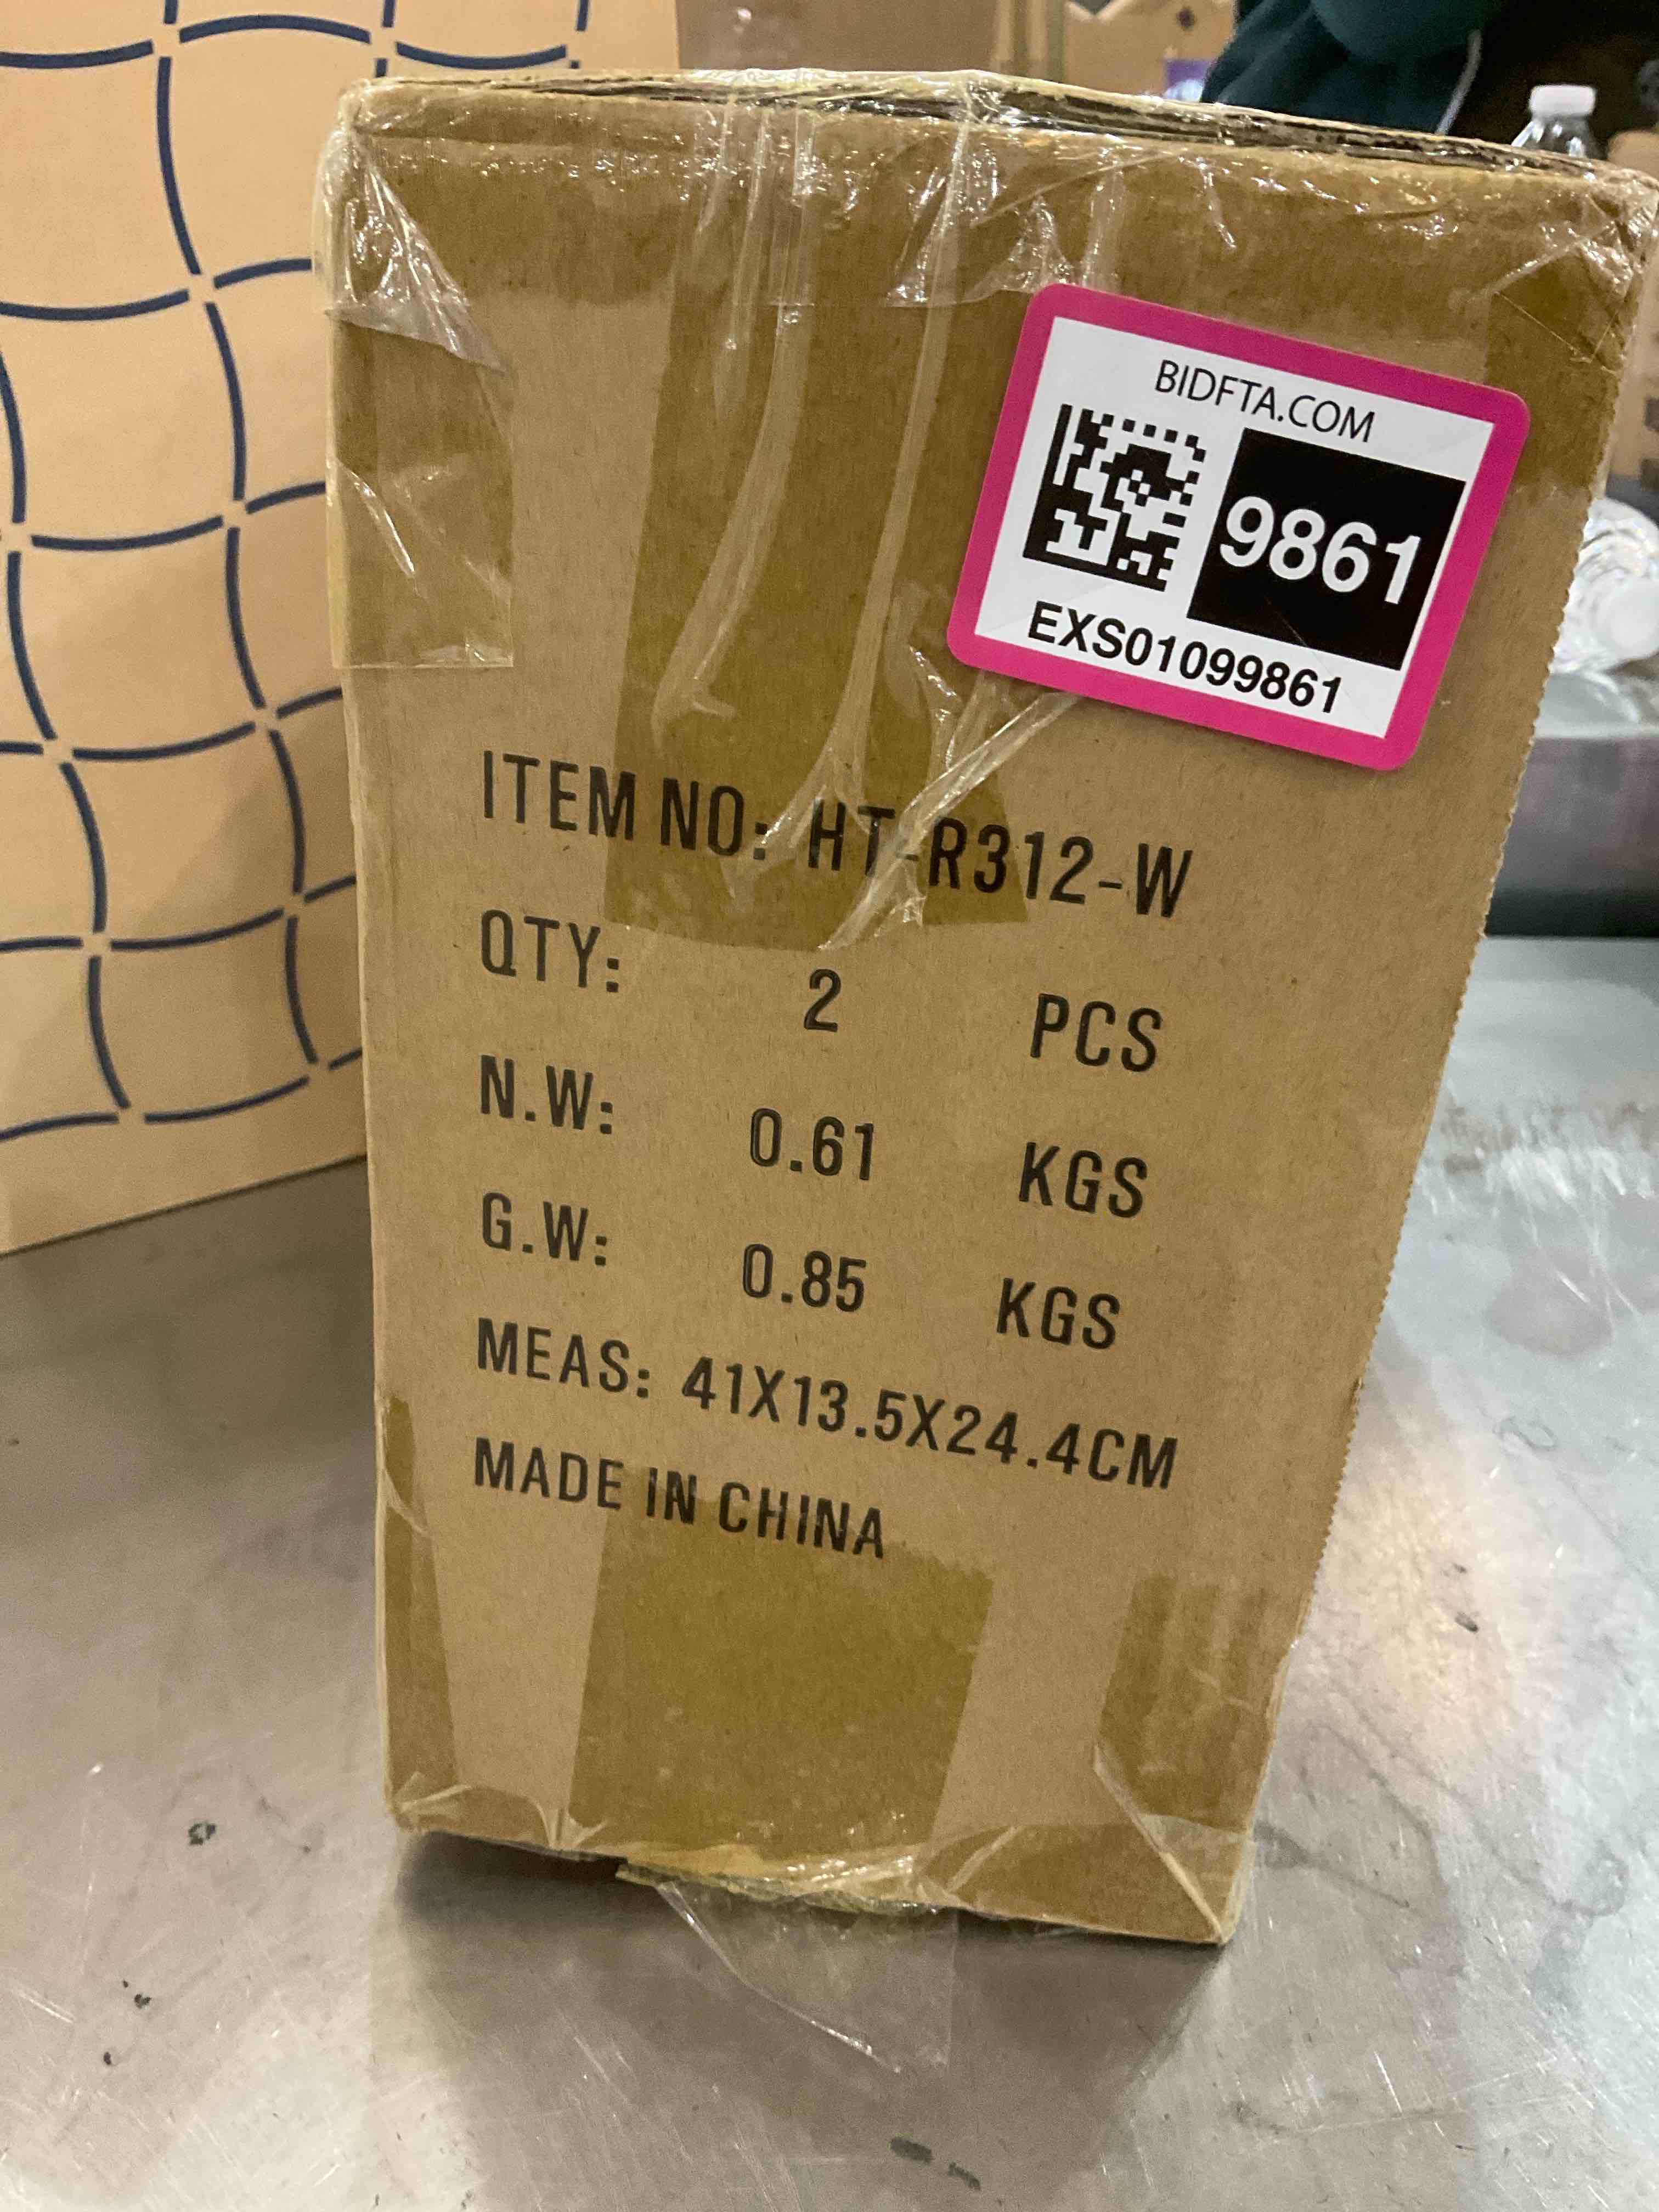 BIDFTA.COM
9861
EXS01099861
ITEM NO: HT-R312-W
QTY: 2 PCS
N.W: 0.61 KGS
G.W: 0.85 KGS
MEAS: 41X13.5X24.4CM
MADE IN CHINA